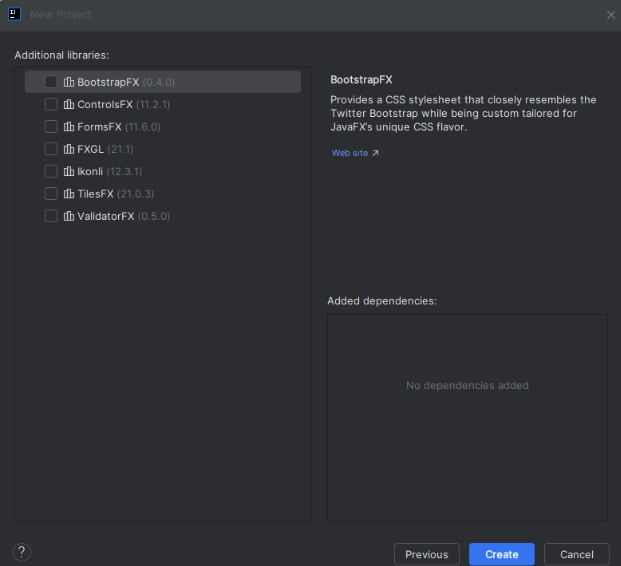 New Project
Additional libraries:
BootstrapFX (0.4.0)
ControlsFX (11.2.1)
FormsFX (11.6.0)
FXGL (21.1)
Ikonli (12.3.1)
TilesFX (21.0.3)
ValidatorFX (0.5.0)
BootstrapFX
Provides a CSS stylesheet that closely resembles the
Twitter Bootstrap while being custom tailored for
JavaFX's unique CSS flavor.
Web site ↗
Added dependencies:
No dependencies added
?
Previous
Create
Cancel